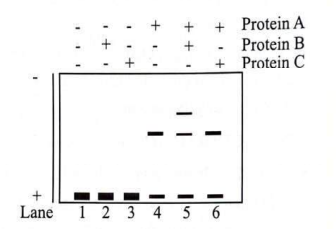 - - - + + + Protein A
- + - - + - Protein B
- - + - - + Protein C
-
+
Lane 1 2 3 4 5 6